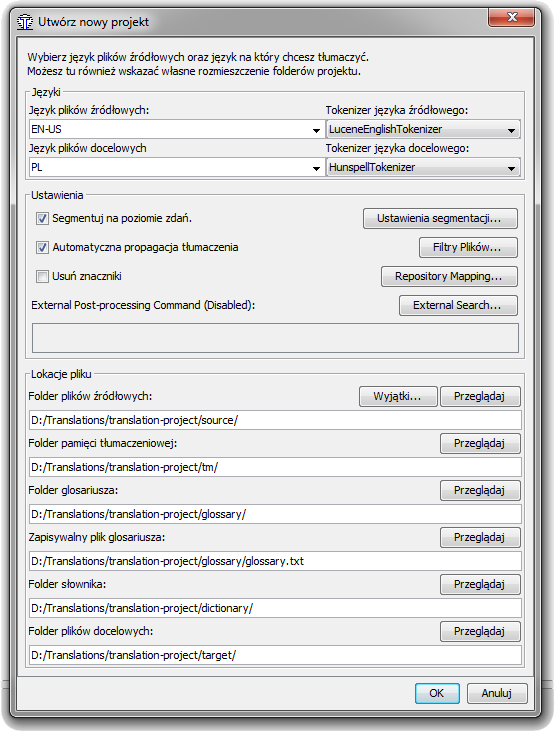 Utwórz nowy projekt
Wybierz język plików źródłowych oraz język na który chcesz tłumaczyć.
Możesz tu również wskazać własne rozmieszczenie folderów projektu.
Języki
Język plików źródłowych: Tokenizer języka źródłowego:
EN-US LuceneEnglishTokenizer
Język plików docelowych Tokenizer języka docelowego:
PL HunspellTokenizer
Ustawienia
Segmentuj na poziomie zdań. Ustawienia segmentacji...
Automatyczna propagacja tłumaczenia Filtry Plików...
Usuń znaczniki Repository Mapping...
External Post-processing Command (Disabled): External Search...
Lokacje pliku
Folder plików źródłowych: Wyjątki... Przeglądaj
D:/Translations/translation-project/source/
Folder pamięci tłumaczeniowej: Przeglądaj
D:/Translations/translation-project/tm/
Folder glosariusza: Przeglądaj
D:/Translations/translation-project/glossary/
Zapisywalny plik glosariusza: Przeglądaj
D:/Translations/translation-project/glossary/glossary.txt
Folder słownika: Przeglądaj
D:/Translations/translation-project/dictionary/
Folder plików docelowych: Przeglądaj
D:/Translations/translation-project/target/
OK Anuluj